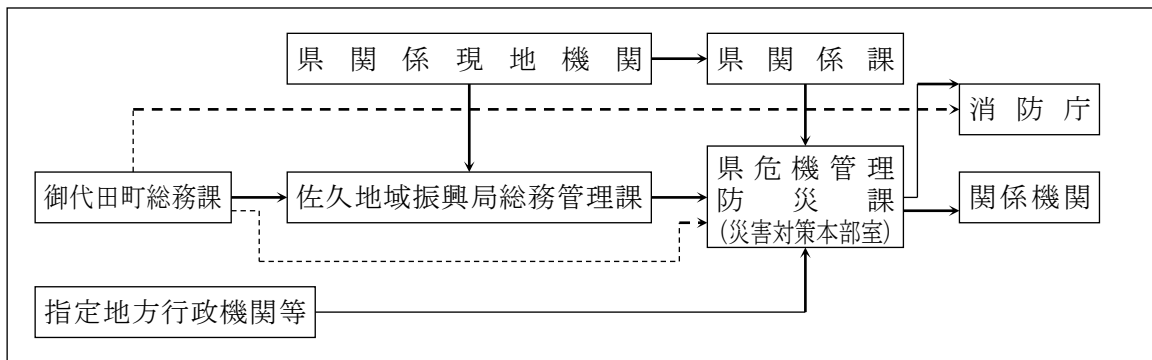 県関係現地機関
県関係課
消防庁
御代田町総務課
佐久地域振興局総務管理課
県危機管理
防災課
(災害対策本部室)
関係機関
指定地方行政機関等